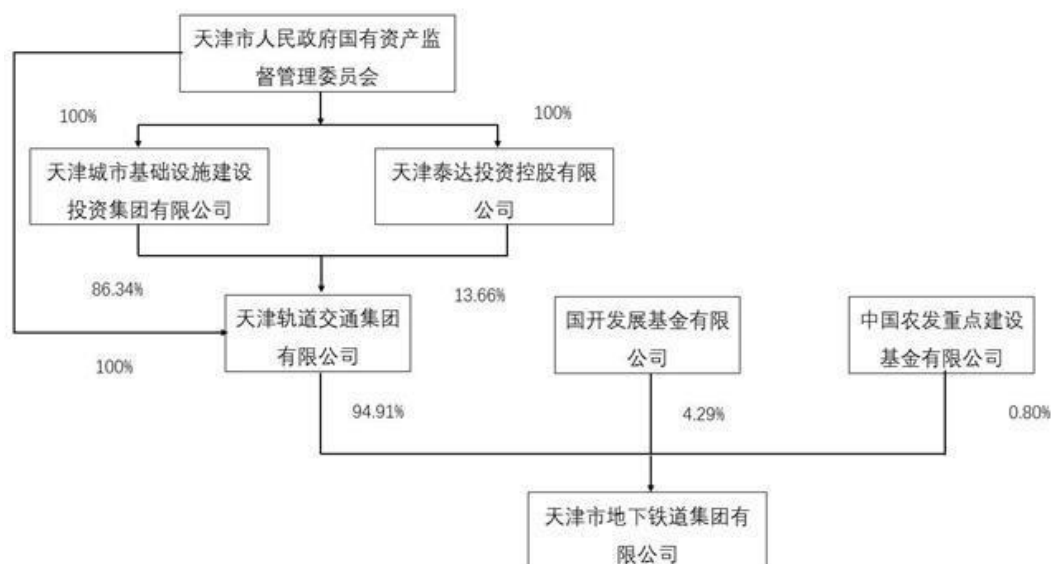 天津市人民政府国有资产监
督管理委员会
100%
100%
天津城市基础设施建设
投资集团有限公司
天津泰达投资控股有限
公司
86.34%
13.66%
天津轨道交通集团
有限公司
国开发展基金有限
公司
中国农发重点建设
基金有限公司
100%
94.91%
4.29%
0.80%
天津市地下铁道集团有
限公司